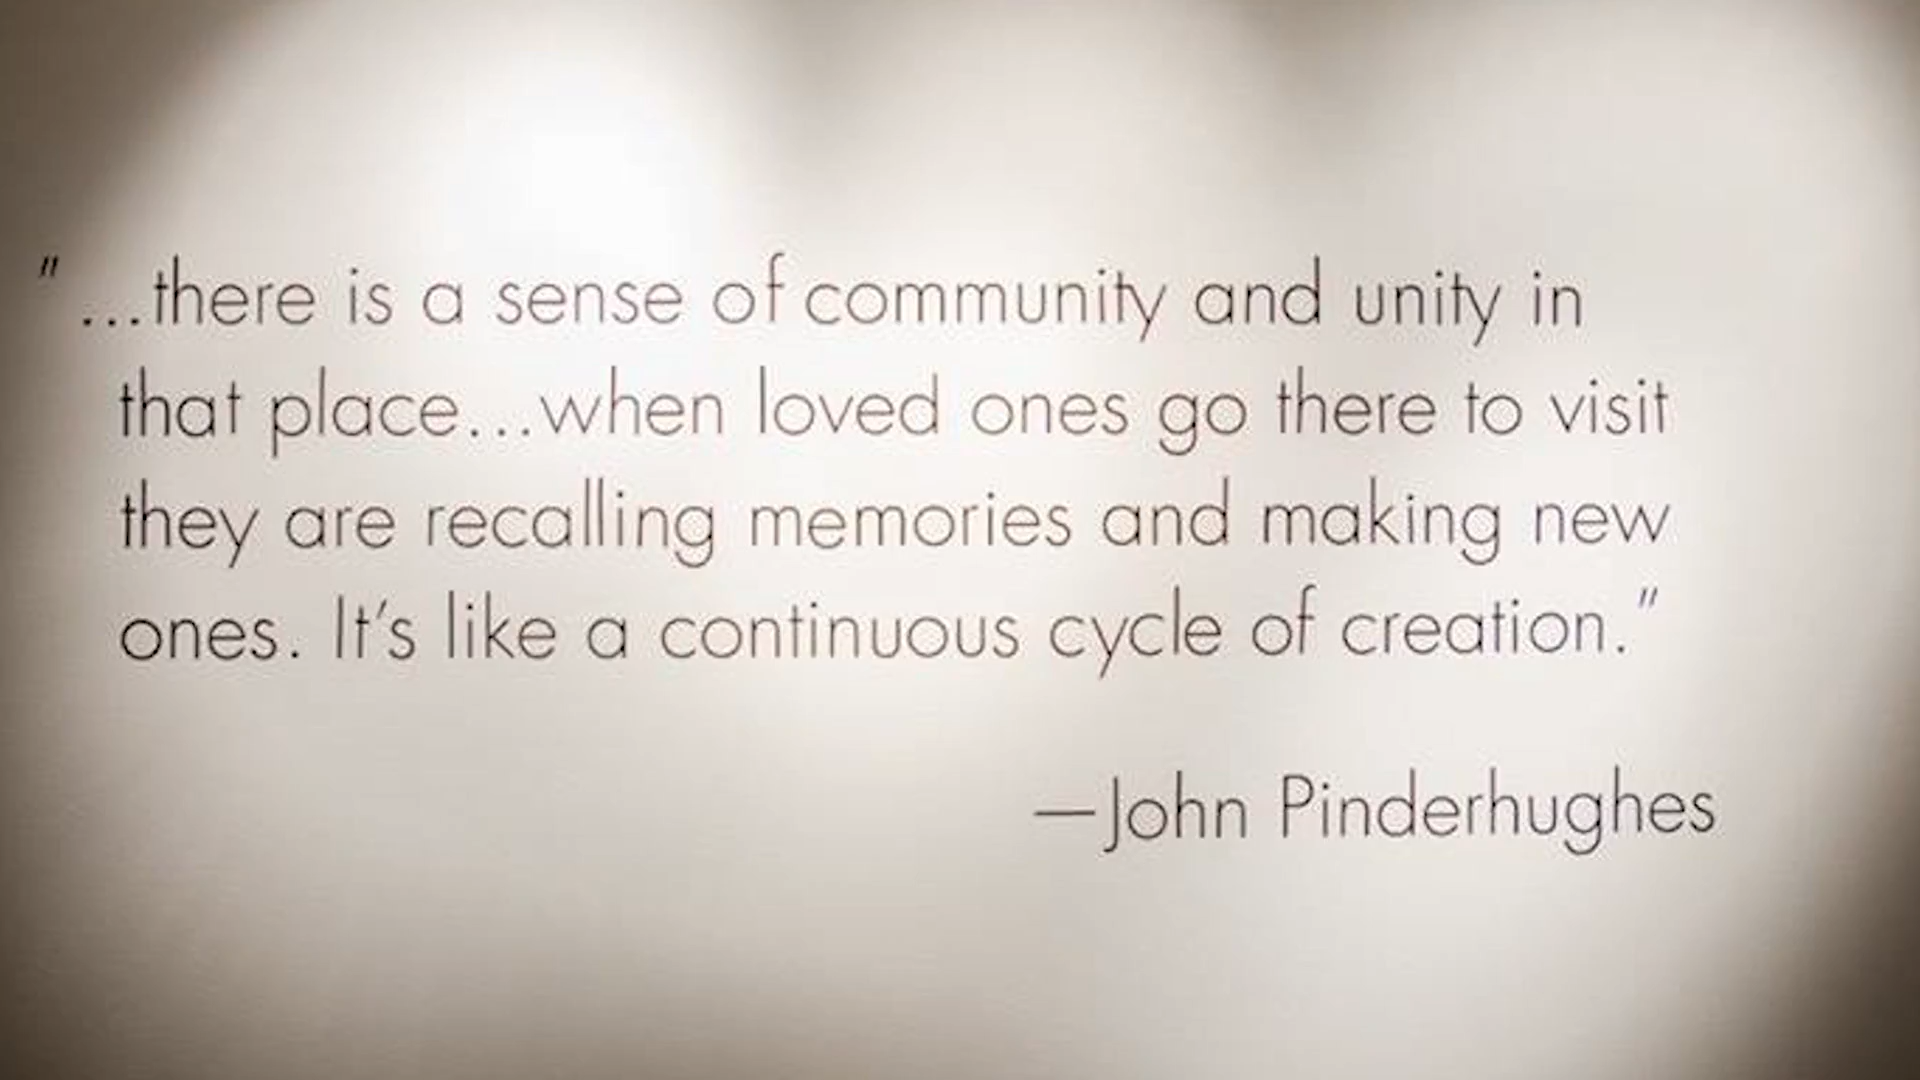 "...there is a sense of community and unity in
that place...when loved ones go there to visit
they are recalling memories and making new
ones. It's like a continuous cycle of creation."
—John Pinderhughes